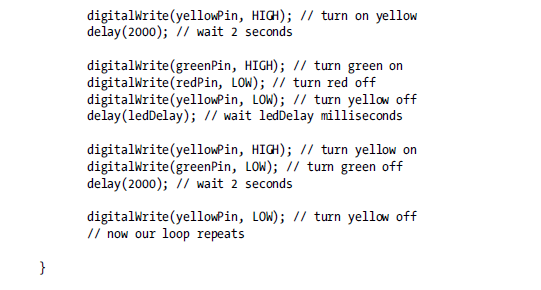 digitalWrite(yellowPin, HIGH); // turn on yellow
delay(2000); // wait 2 seconds
digitalWrite(greenPin, HIGH); // turn green on
digitalWrite(redPin, LOW); // turn red off
digitalWrite(yellowPin, LOW); // turn yellow off
delay(ledDelay); // wait ledDelay milliseconds
digitalWrite(yellowPin, HIGH); // turn yellow on
digitalWrite(greenPin, LOW); // turn green off
delay(2000); // wait 2 seconds
digitalWrite(yellowPin, LOW); // turn yellow off
// now our loop repeats
}